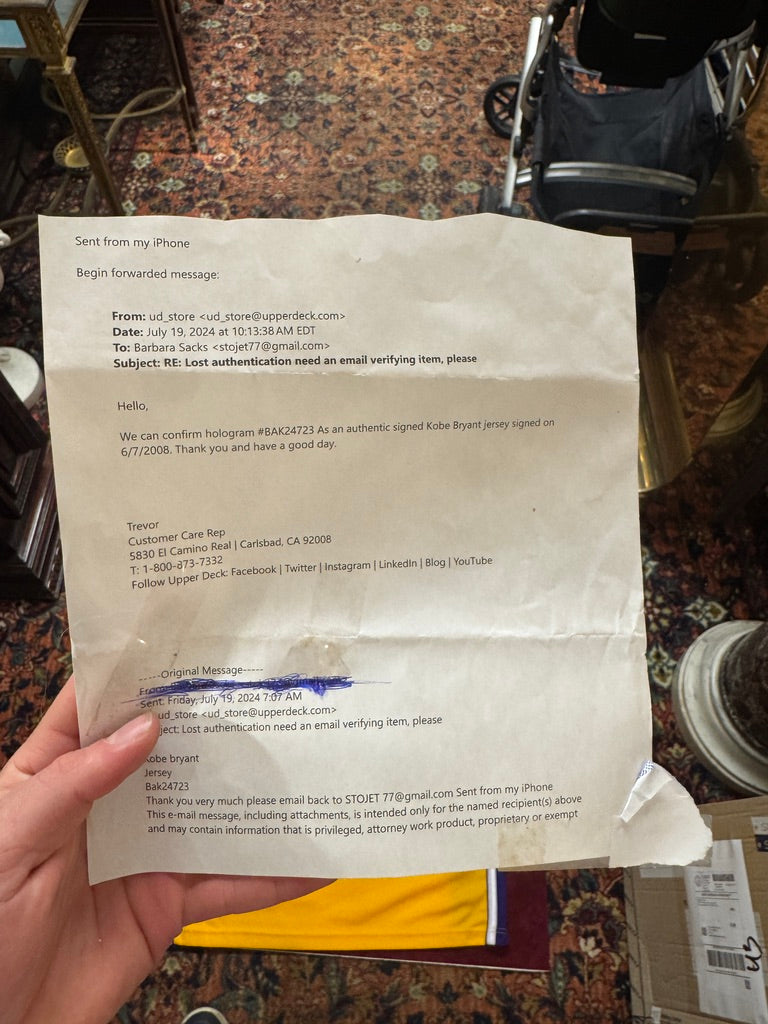 Sent from my iPhone
Begin forwarded message:
From: ud_store <ud_store@upperdeck.com>
Date: July 19, 2024 at 10:13:38 AM EDT
To: Barbara Sacks <stojet77@gmail.com>
Subject: RE: Lost authentication need an email verifying item, please
Hello,
We can confirm hologram #BAK24723 As an authentic signed Kobe Bryant jersey signed on
6/7/2008. Thank you and have a good day.
Trevor
Customer Care Rep
5830 El Camino Real | Carlsbad, CA 92008
T: 1-800-873-7332
Follow Upper Deck: Facebook | Twitter | Instagram | LinkedIn | Blog | YouTube
-----Original Message-----
From:
Sent: Friday, July 19, 2024 7:07 AM
ud_store <ud_store@upperdeck.com>
ject: Lost authentication need an email verifying item, please
Kobe bryant
Jersey
Bak24723
Thank you very much please email back to STOJET 77@gmail.com Sent from my iPhone
This e-mail message, including attachments, is intended only for the named recipient(s) above
and may contain information that is privileged, attorney work product, proprietary or exempt